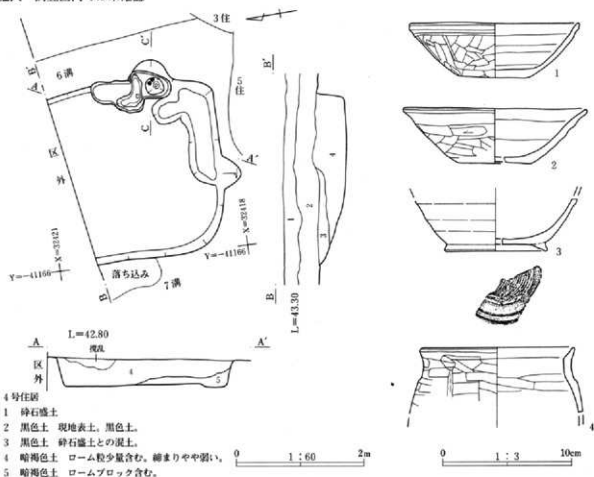 3住
6溝
5住
区外
C'
C
B'
A
A'
B'
X=32421
Y=-41166
X=32418
Y=-41166
落ち込み
7溝
B
B
L=43.30
1
2
3
4
A
L=42.80
A'
撹乱
区外
4
5
4号住居
1 砕石盛土
2 黒色土 現地表土。黒色土。
3 黒色土 砕石盛土との混土。
4 暗褐色土 ローム粒少量含む。締まりやや弱い。
5 暗褐色土 ロームブロック含む。
0 1:60 2m
1
2
3
4
0 1:3 10cm